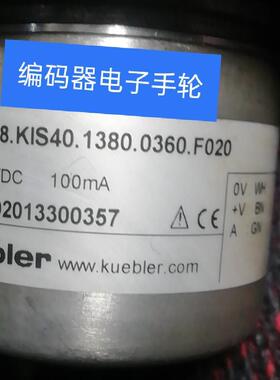 编码器电子手轮
8.KIS40.1380.0360.F020
DC 100mA
02013300357
CE
0V WH
+V BN
A GN
bler www.kuebler.com